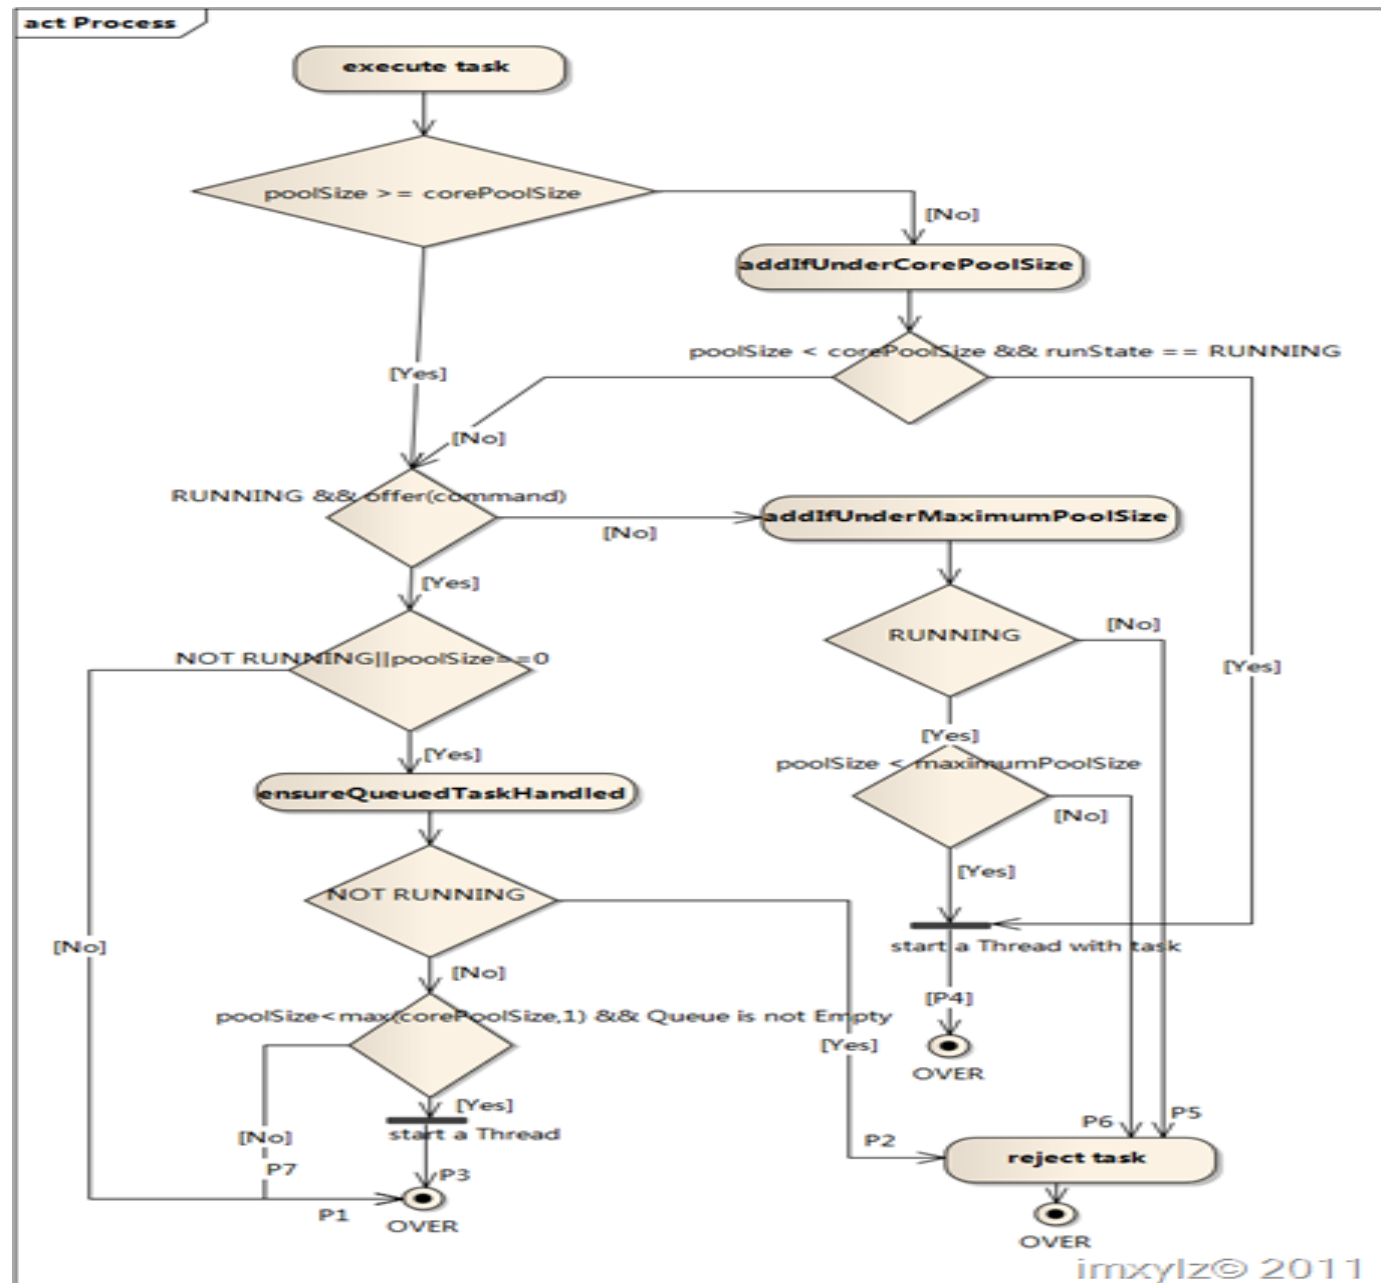 act Process
execute task
poolSize >= corePoolSize
[No]
addIfUnderCorePoolSize
poolSize < corePoolSize && runState == RUNNING
[Yes]
[No]
RUNNING && offer(command)
addIfUnderMaximumPoolSize
[No]
[Yes]
RUNNING
[No]
NOT RUNNING||poolSize==0
[Yes]
[Yes]
[Yes]
poolSize < maximumPoolSize
ensureQueuedTaskHandled
[No]
[Yes]
NOT RUNNING
[No]
start a Thread with task
[No]
[P4]
poolSize<max(corePoolSize,1) && Queue is not Empty
[Yes]
OVER
[Yes]
P6
P5
start a Thread
[No]
P2
reject task
P7
P3
P1
OVER
OVER
imxylz© 2011